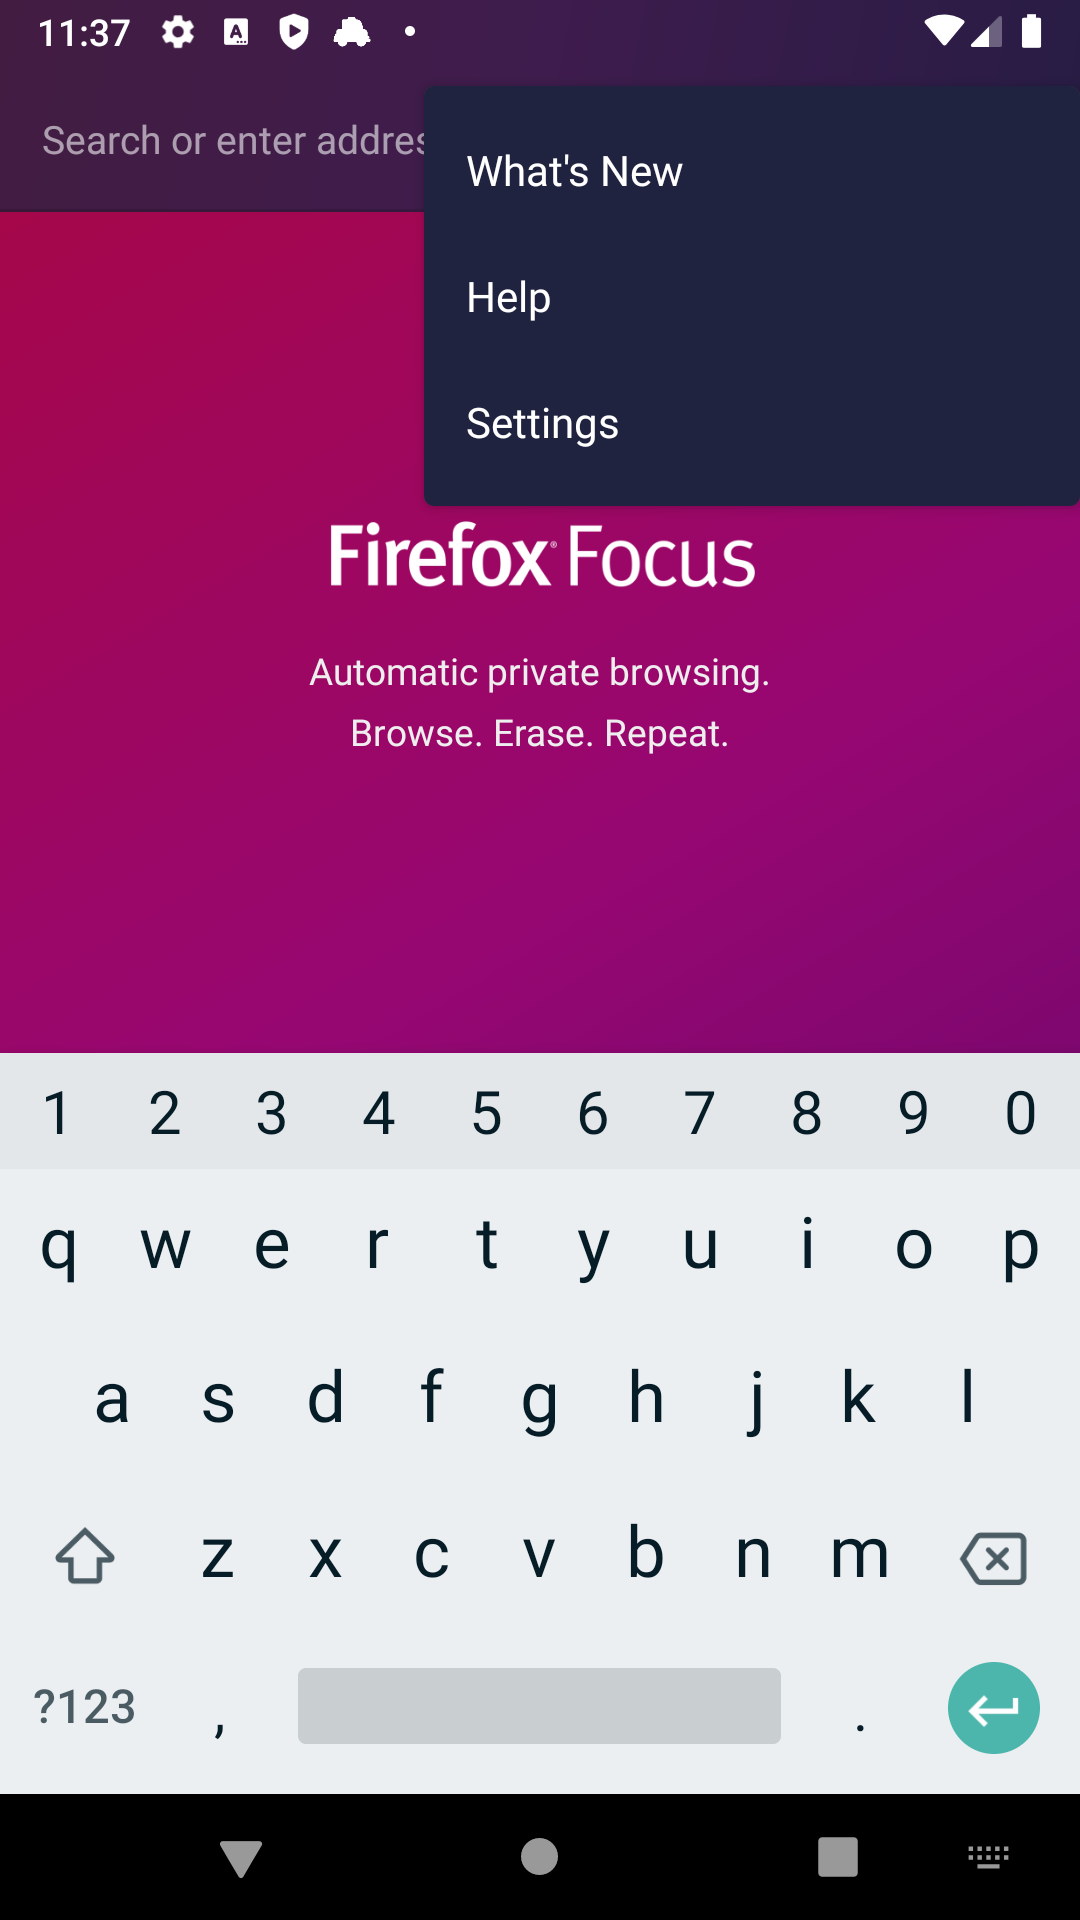 11:37
Search or enter addres
What's New
Help
Settings
Firefox Focus
Automatic private browsing.
Browse. Erase. Repeat.
1 2 3 4 5 6 7 8 9 0
q w e r t y u i o p
a s d f g h j k l
z x c v b n m
?123 , .